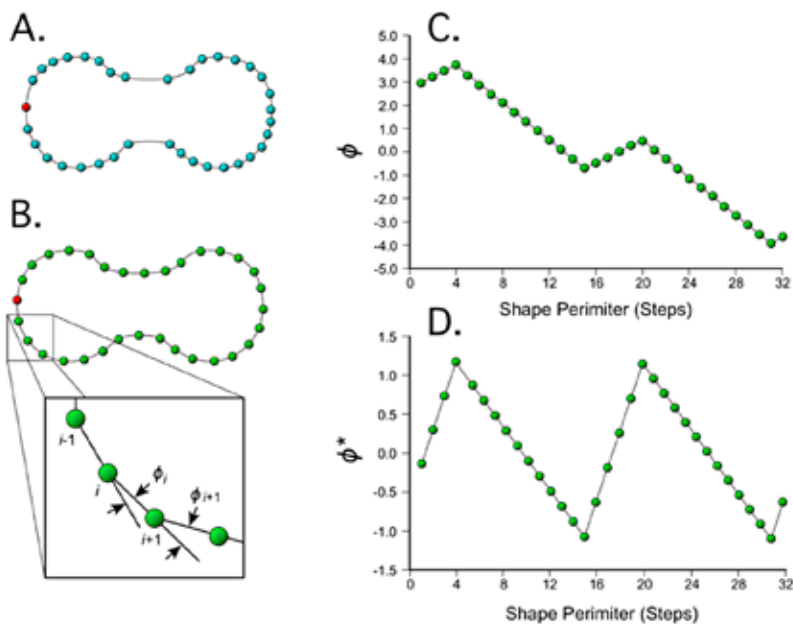 A.
B.
i-1
i
ϕi
i+1
ϕi+1
C.
5.0
4.0
3.0
2.0
1.0
0.0
-1.0
-2.0
-3.0
-4.0
-5.0
ϕ
0 4 8 12 16 20 24 28 32
Shape Perimiter (Steps)
D.
1.5
1.0
0.5
0.0
-0.5
-1.0
-1.5
ϕ*
0 4 8 12 16 20 24 28 32
Shape Perimiter (Steps)